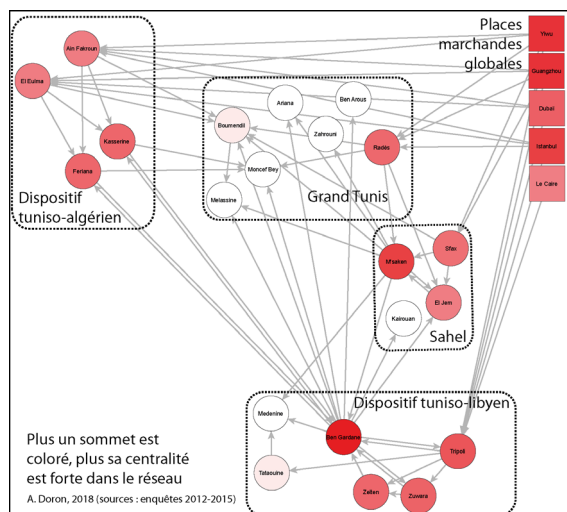 Places
marchandes
globales
Yiwu
Guangzhou
Dubaï
Istanbul
Le Caire
Ain Fakroun
El Eulma
Kasserine
Feriana
Dispositif
tuniso-algérien
Ariana
Ben Arous
Boumendil
Zahrouni
Radès
Moncef Bey
Melassine
Grand Tunis
M'saken
Sfax
El Jem
Kairouan
Sahel
Dispositif tuniso-libyen
Medenine
Ben Gardane
Tripoli
Tataouine
Zelten
Zuwara
Plus un sommet est
coloré, plus sa centralité
est forte dans le réseau
A. Doron, 2018 (sources : enquêtes 2012-2015)